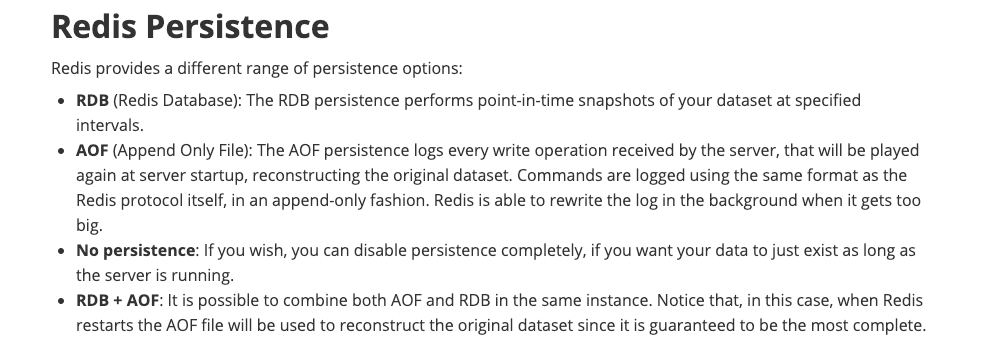 Redis Persistence
Redis provides a different range of persistence options:
• RDB (Redis Database): The RDB persistence performs point-in-time snapshots of your dataset at specified
intervals.
• AOF (Append Only File): The AOF persistence logs every write operation received by the server, that will be played
again at server startup, reconstructing the original dataset. Commands are logged using the same format as the
Redis protocol itself, in an append-only fashion. Redis is able to rewrite the log in the background when it gets too
big.
• No persistence: If you wish, you can disable persistence completely, if you want your data to just exist as long as
the server is running.
• RDB + AOF: It is possible to combine both AOF and RDB in the same instance. Notice that, in this case, when Redis
restarts the AOF file will be used to reconstruct the original dataset since it is guaranteed to be the most complete.